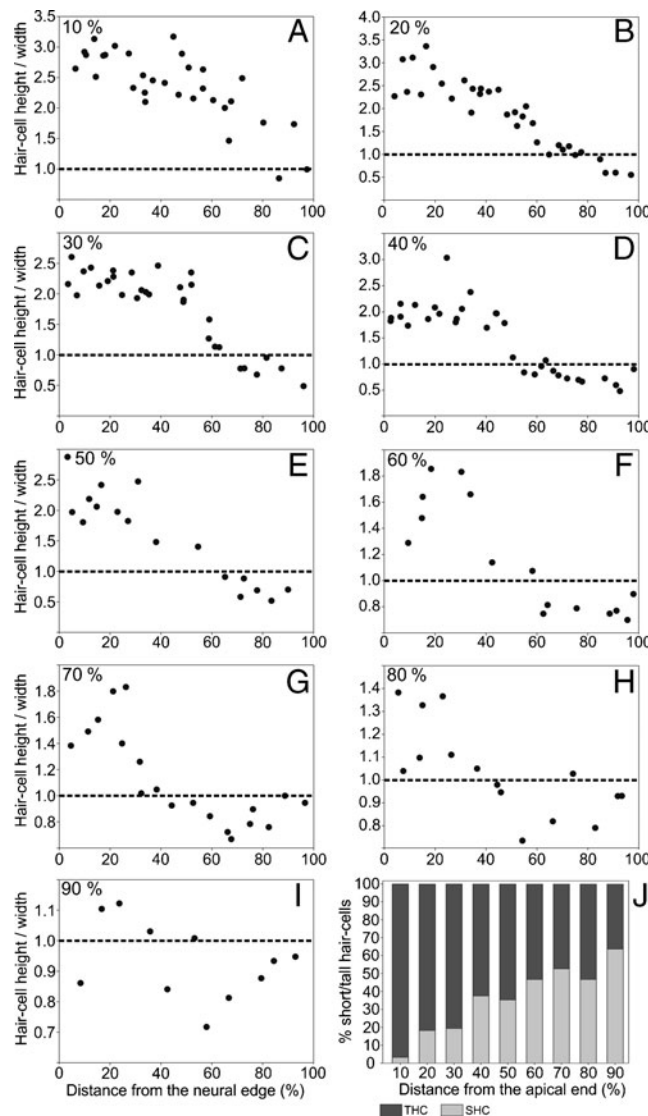 10 %
A
Hair-cell height / width
3.5
3.0
2.5
2.0
1.5
1.0
0 20 40 60 80 100
20 %
B
4.0
3.5
3.0
2.5
2.0
1.5
1.0
0.5
0 20 40 60 80 100
30 %
C
Hair-cell height / width
2.5
2.0
1.5
1.0
0.5
0 20 40 60 80 100
40 %
D
3.0
2.5
2.0
1.5
1.0
0.5
0 20 40 60 80 100
50 %
E
Hair-cell height / width
2.5
2.0
1.5
1.0
0.5
0 20 40 60 80 100
60 %
F
1.8
1.6
1.4
1.2
1.0
0.8
0 20 40 60 80 100
70 %
G
Hair-cell height / width
1.8
1.6
1.4
1.2
1.0
0.8
0 20 40 60 80 100
80 %
H
1.4
1.3
1.2
1.1
1.0
0.9
0.8
0 20 40 60 80 100
90 %
I
Hair-cell height / width
1.1
1.0
0.9
0.8
0.7
0 20 40 60 80 100
Distance from the neural edge (%)
J
% short/tall hair-cells
100
90
80
70
60
50
40
30
20
10
0
10 20 30 40 50 60 70 80 90
Distance from the apical end (%)
THC SHC